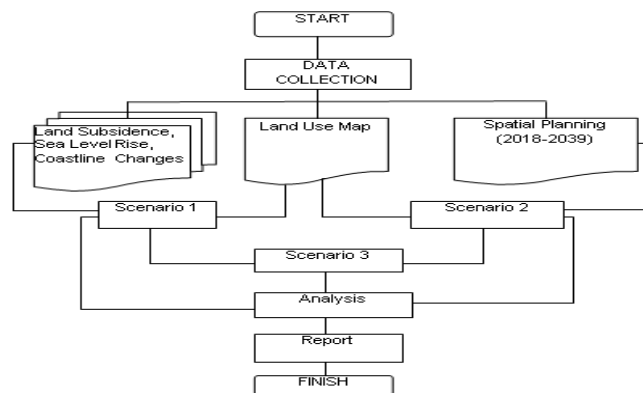 START
DATA
COLLECTION
Land Subsidence,
Sea Level Rise,
Coastline Changes
Land Use Map
Spatial Planning
(2018-2039)
Scenario 1
Scenario 2
Scenario 3
Analysis
Report
FINISH